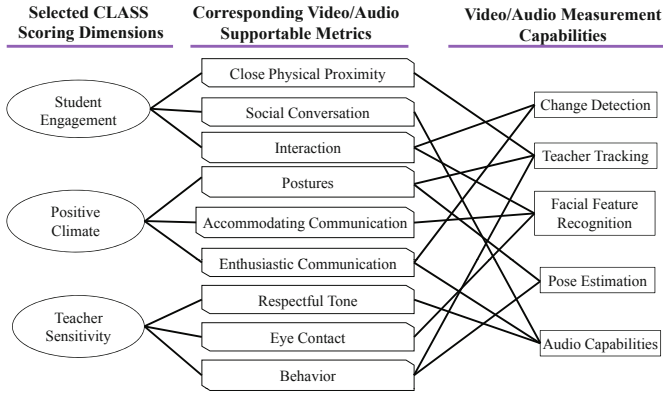 Selected CLASS
Scoring Dimensions
Corresponding Video/Audio
Supportable Metrics
Video/Audio Measurement
Capabilities
Student
Engagement
Positive
Climate
Teacher
Sensitivity
Close Physical Proximity
Social Conversation
Interaction
Postures
Accommodating Communication
Enthusiastic Communication
Respectful Tone
Eye Contact
Behavior
Change Detection
Teacher Tracking
Facial Feature
Recognition
Pose Estimation
Audio Capabilities